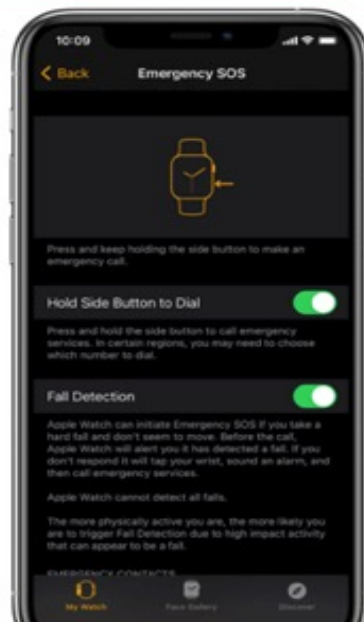 10:09
Back Emergency SOS
Press and keep holding the side button to make an
emergency call.
Hold Side Button to Dial
Press and hold the side button to call emergency
services. In certain regions, you may need to choose
which number to dial.
Fall Detection
Apple Watch can initiate Emergency SOS if you take a
hard fall and don't seem to move. Before the call,
Apple Watch will alert you it has detected a fall. If you
don't respond it will tap your wrist, sound an alarm, and
then call emergency services.
Apple Watch cannot detect all falls.
The more physically active you are, the more likely you
are to trigger Fall Detection due to high impact activity
that can appear to be a fall.
EMERGENCY CONTACTS
My Watch Face Gallery Discover